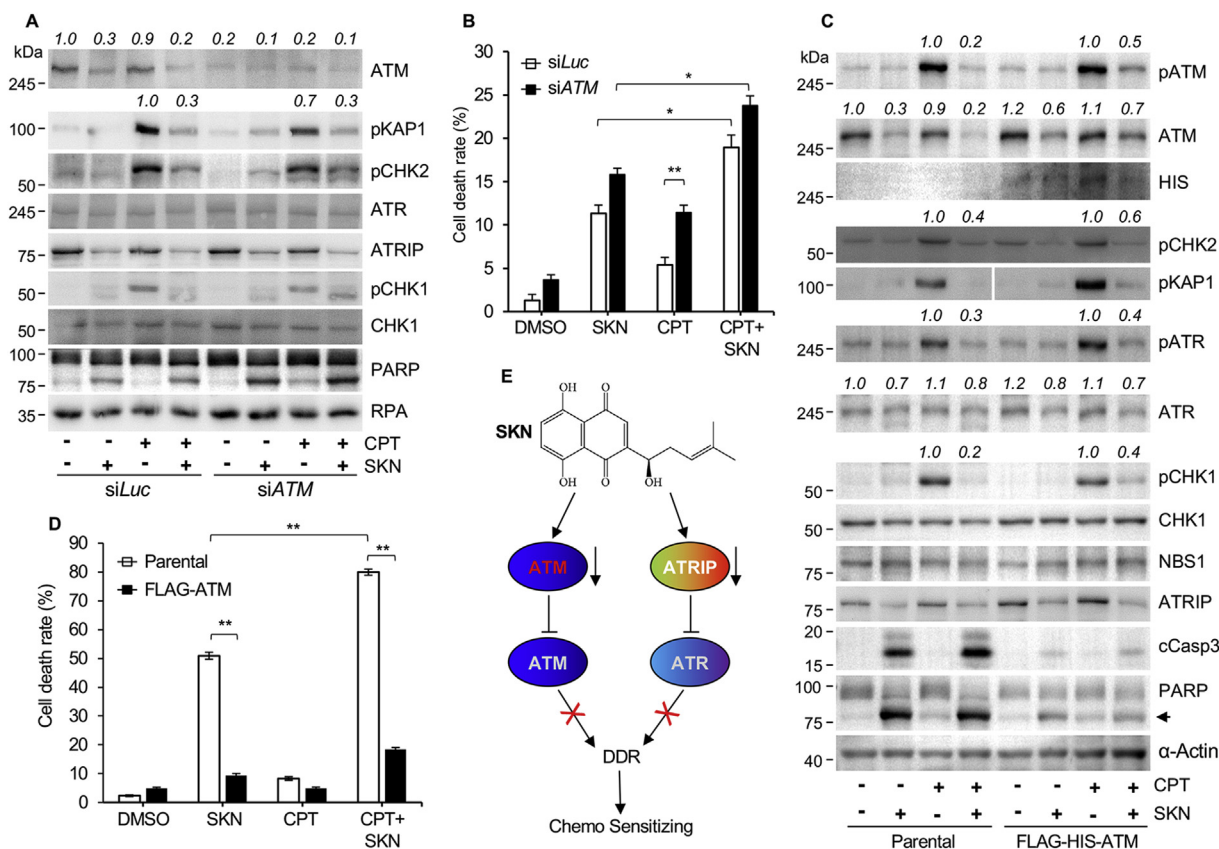 A
1.0 0.3 0.9 0.2 0.2 0.1 0.2 0.1
kDa
245
ATM
1.0 0.3 0.7 0.3
100
pKAP1
50
pCHK2
245
ATR
75
ATRIP
50
pCHK1
50
CHK1
100
75
PARP
35
RPA
- - + + - - + + CPT
- + - + - + - + SKN
siLuc siATM
B
Cell death rate (%)
30
25
20
15
10
5
0
siLuc
siATM
*
*
**
DMSO SKN CPT CPT+
SKN
C
kDa
1.0 0.2 1.0 0.5
245
pATM
1.0 0.3 0.9 0.2 1.2 0.6 1.1 0.7
245
ATM
245
HIS
1.0 0.4 1.0 0.6
50
pCHK2
100
pKAP1
1.0 0.3 1.0 0.4
245
pATR
1.0 0.7 1.1 0.8 1.2 0.8 1.1 0.7
245
ATR
1.0 0.2 1.0 0.4
50
pCHK1
50
CHK1
75
NBS1
75
ATRIP
20
15
cCasp3
100
75
PARP
40
α-Actin
- - + + - - + + CPT
- + - + - + - + SKN
Parental FLAG-HIS-ATM
D
Cell death rate (%)
90
80
70
60
50
40
30
20
10
0
Parental
FLAG-ATM
**
**
**
DMSO SKN CPT CPT+
SKN
E
SKN
OH
O
OH
O
OH
ATM ATRIP
ATM ATR
DDR
Chemo Sensitizing